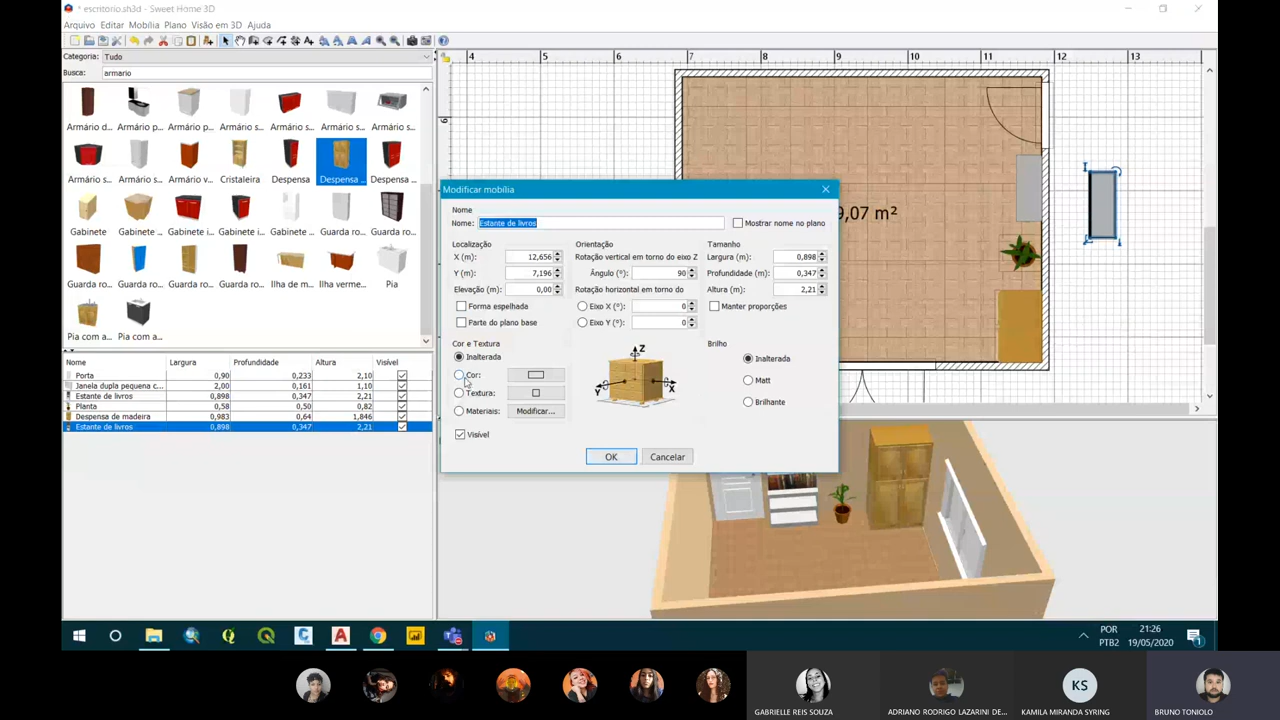 * escritorio.sh3d - Sweet Home 3D
Arquivo Editar Mobília Plano Visão em 3D Ajuda
Categoria: Tudo
Busca: armario
4 5 6 7 8 9 10 11 12 13
Armário d... Armário p... Armário p... Armário s... Armário s... Armário s... Armário s...
Armário s... Armário s... Armário v... Cristaleira Despensa Despensa ... Despensa ...
Gabinete Gabinete Gabinete i... Gabinete i... Guarda ro... Guarda ro... Guarda ro...
Guarda ro... Guarda ro... Guarda ro... Guarda ro... Ilha de m... Ilha verme... Pia
Pia com a... Pia com a...
Nome Largura Profundidade Altura Visível
Porta 0,90 0,233 2,10
Janela dupla pequena c... 2,00 0,161 1,10
Estante de livros 0,898 0,347 2,21
Planta 0,58 0,50 0,82
Despensa de madeira 0,983 0,64 1,846
Estante de livros 0,898 0,347 2,21
9,07 m²
Modificar mobília
Nome
Nome: Estante de livros Mostrar nome no plano
Localização Orientação Tamanho
X (m): 12,656 Rotação vertical em torno do eixo Z Largura (m): 0,898
Y (m): 7,196 Ângulo (º): 90 Profundidade (m): 0,347
Elevação (m): 0,00 Rotação horizontal em torno do Altura (m): 2,21
Forma espelhada Eixo X (º): 0 Manter proporções
Parte do plano base Eixo Y (º): 0
Cor e Textura Brilho
Inalterada Inalterada
Cor: Matt
Textura: Brilhante
Materiais: Modificar...
Z
Y X
Visível
OK Cancelar
POR 21:26
PTB2 19/05/2020
1
KS
GABRIELLE REIS SOUZA ADRIANO RODRIGO LAZARINI DE... KAMILA MIRANDA SYRING BRUNO TONIOLO